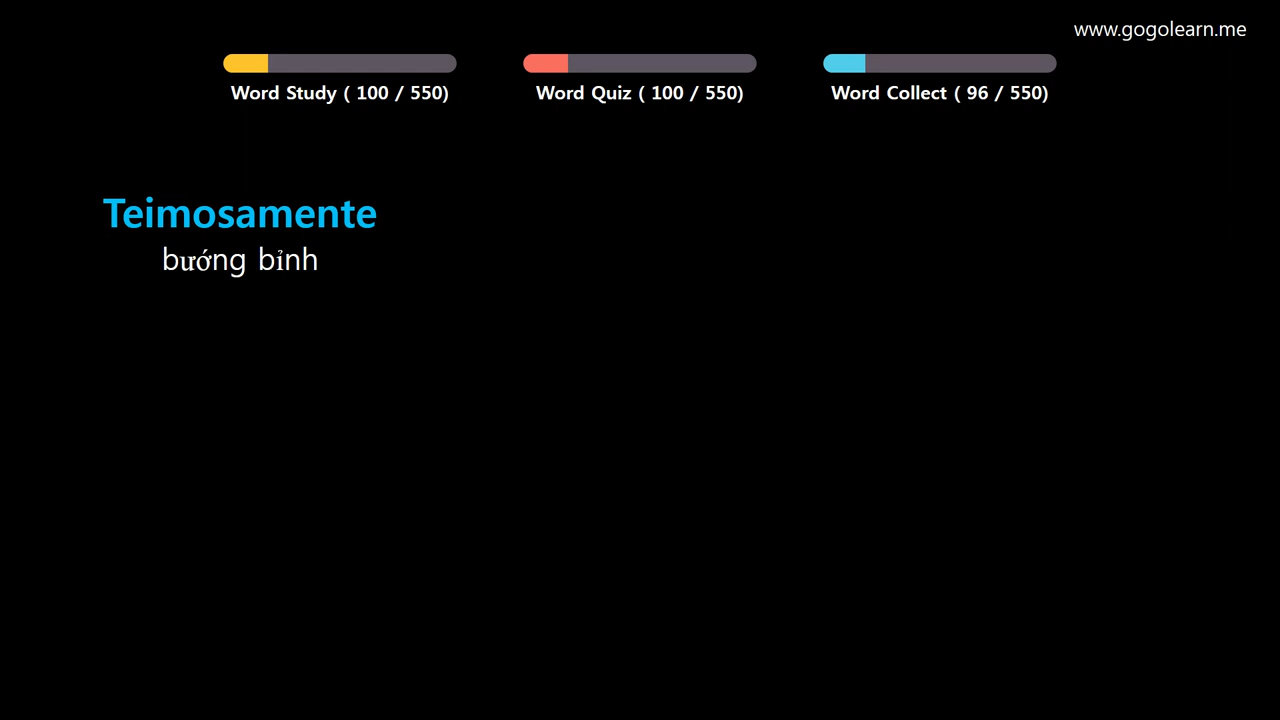 www.gogolearn.me
Word Study ( 100 / 550)
Word Quiz ( 100 / 550)
Word Collect ( 96 / 550)
Teimosamente
bướng bỉnh